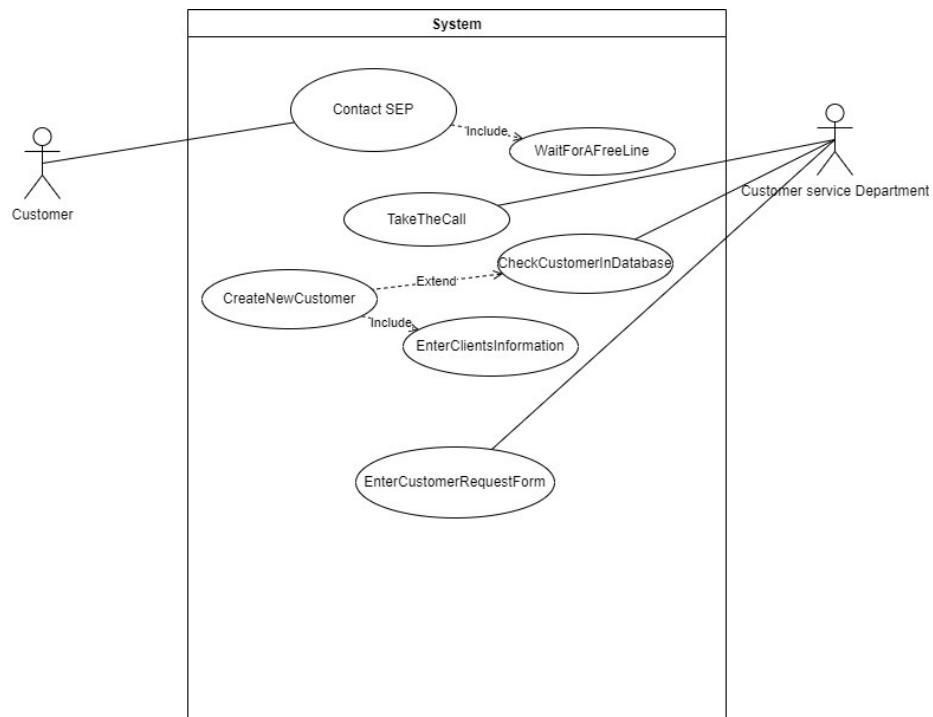 System
Contact SEP
Include
WaitForAFreeLine
Customer
Customer service Department
TakeTheCall
CheckCustomerInDatabase
Extend
CreateNewCustomer
Include
EnterClientsInformation
EnterCustomerRequestForm